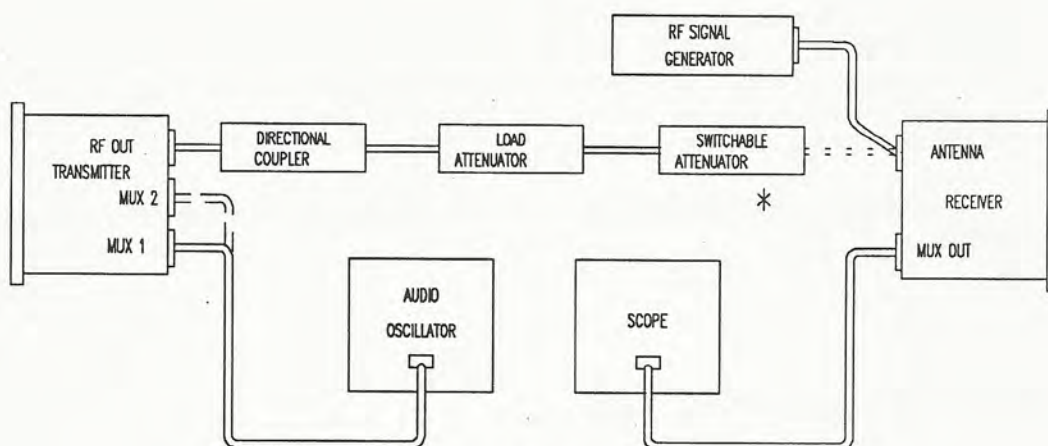 RF SIGNAL
GENERATOR
RF OUT
TRANSMITTER
MUX 2
MUX 1
DIRECTIONAL
COUPLER
LOAD
ATTENUATOR
SWITCHABLE
ATTENUATOR
*
ANTENNA
RECEIVER
MUX OUT
AUDIO
OSCILLATOR
SCOPE